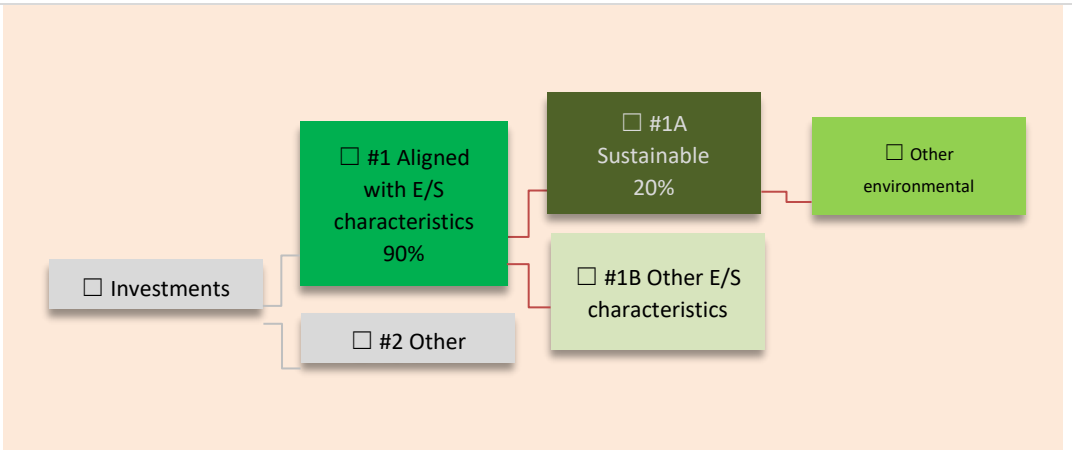 ☐ Investments
☐ #1 Aligned
with E/S
characteristics
90%
☐ #2 Other
☐ #1A
Sustainable
20%
☐ #1B Other E/S
characteristics
☐ Other
environmental